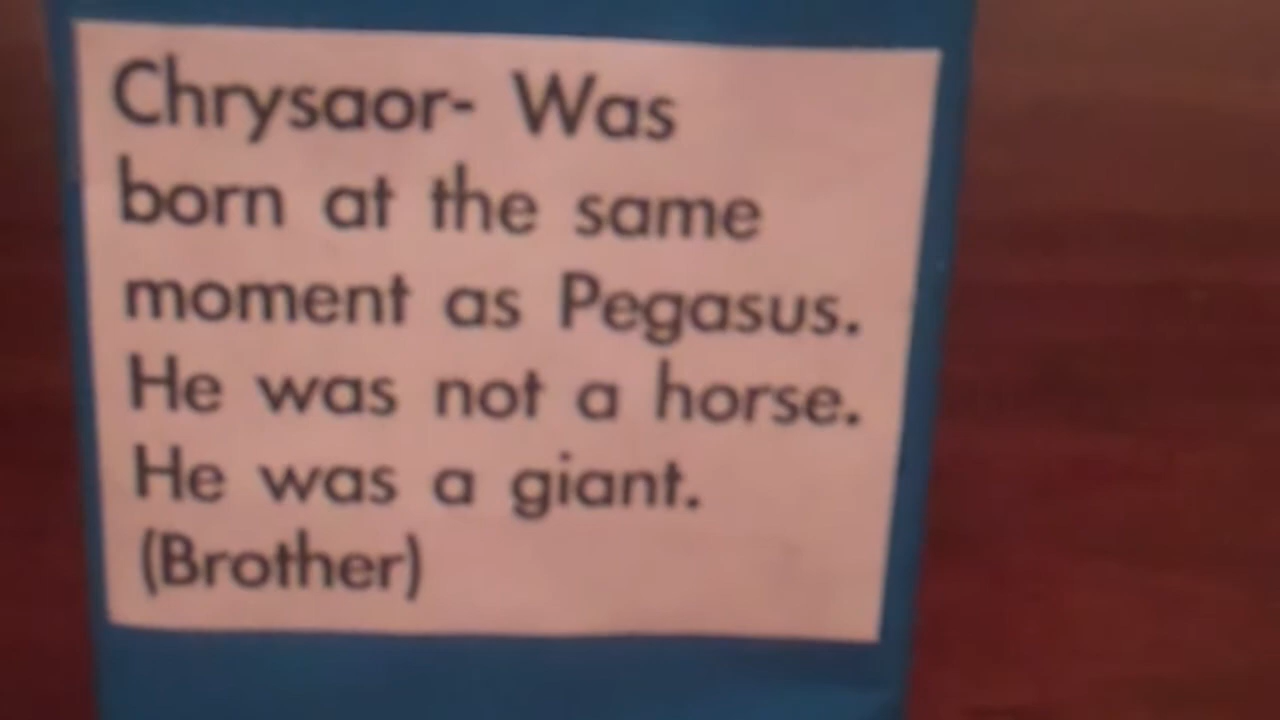 Chrysaor- Was
born at the same
moment as Pegasus.
He was not a horse.
He was a giant.
(Brother)